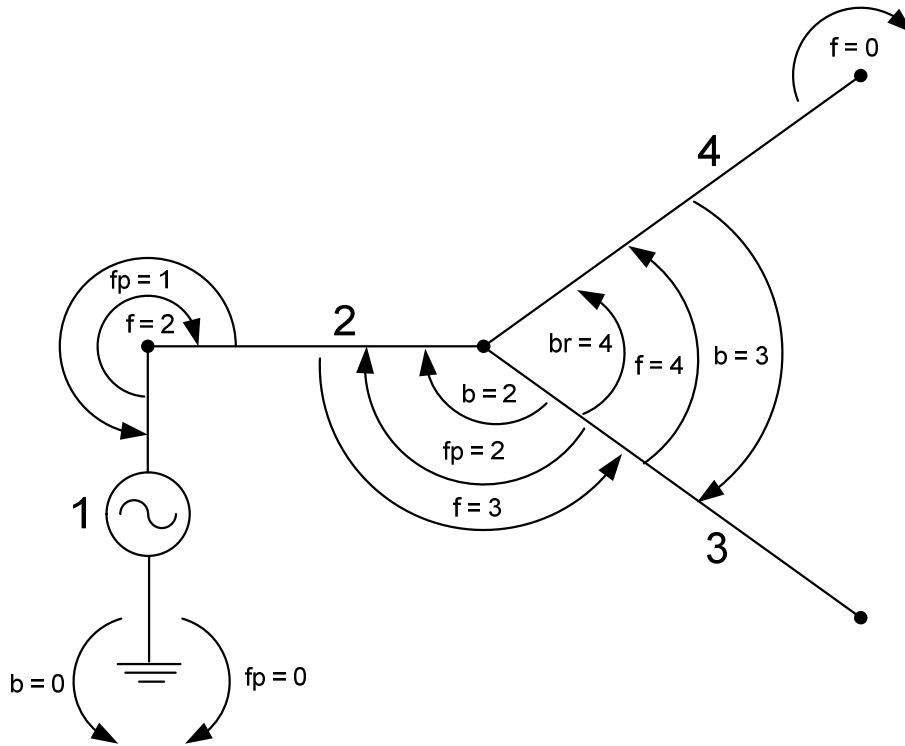 f = 0
4
fp = 1
f = 2
2
br = 4
f = 4
b = 3
b = 2
fp = 2
f = 3
1
3
b = 0
fp = 0